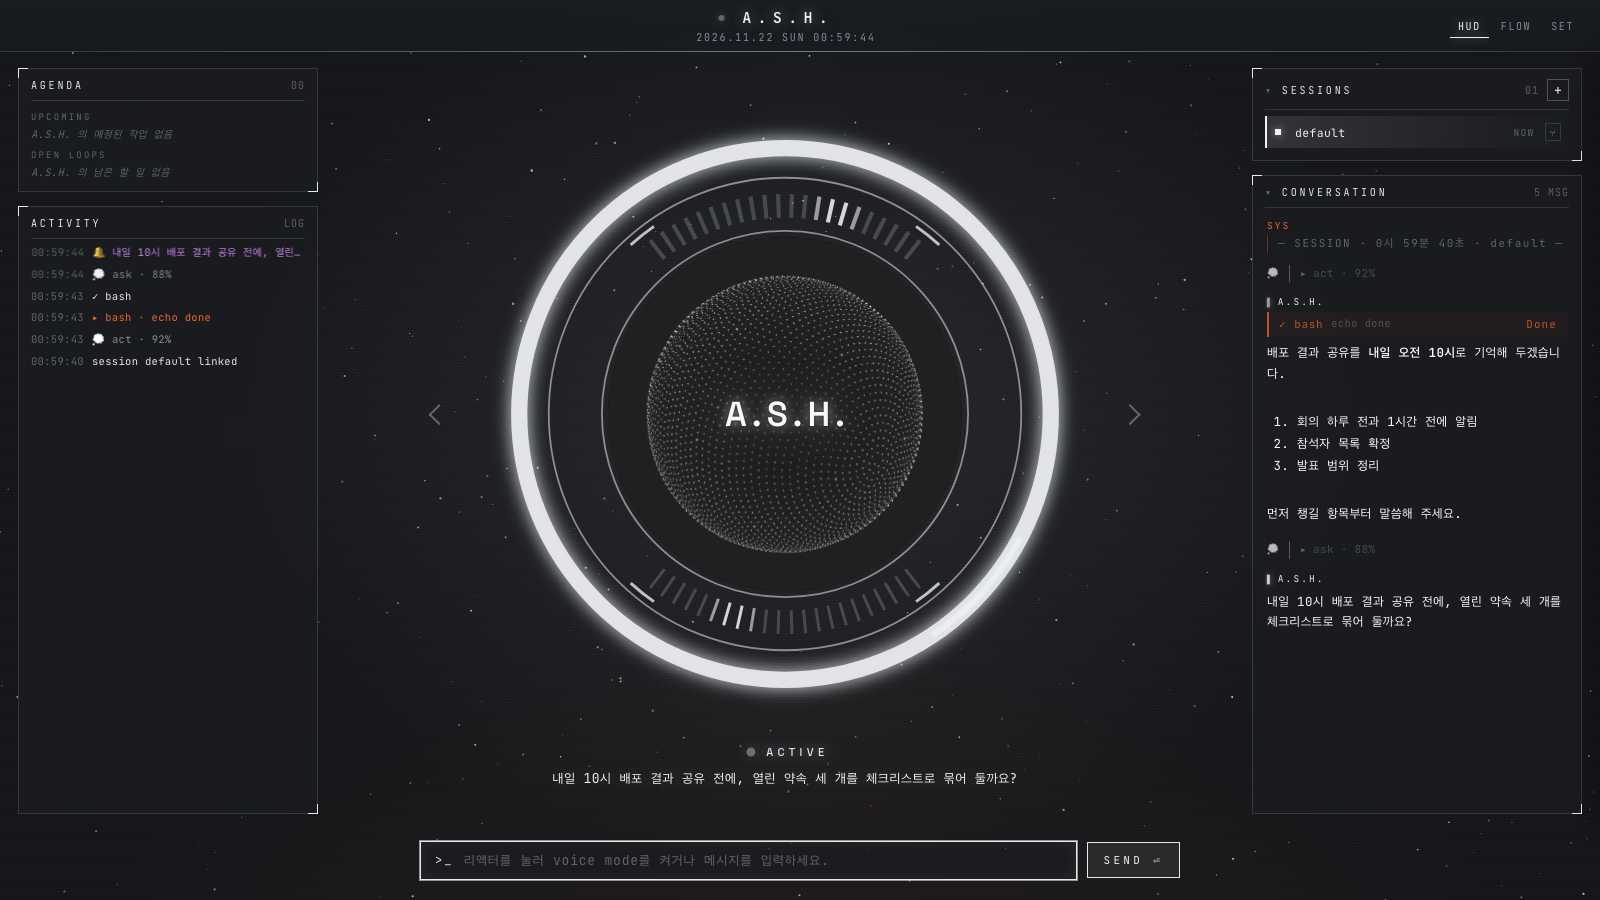 A.S.H.
2026.11.22 SUN 00:59:44
HUD FLOW SET
AGENDA 00
UPCOMING
A.S.H. 의 예정된 작업 없음
OPEN LOOPS
A.S.H. 의 남은 할 일 없음
ACTIVITY LOG
00:59:44 🔔 내일 10시 배포 결과 공유 전에, 열린…
00:59:44 💭 ask · 88%
00:59:43 ✓ bash
00:59:43 ▸ bash · echo done
00:59:43 💭 act · 92%
00:59:40 session default linked
A.S.H.
ACTIVE
내일 10시 배포 결과 공유 전에, 열린 약속 세 개를 체크리스트로 묶어 둘까요?
>_ 리액터를 눌러 voice mode를 켜거나 메시지를 입력하세요.
SEND ⏎
▾ SESSIONS 01 +
default NOW
▾ CONVERSATION 5 MSG
SYS
— SESSION · 0시 59분 40초 · default —
💭 ▸ act · 92%
A.S.H.
✓ bash echo done Done
배포 결과 공유를 내일 오전 10시로 기억해 두겠습니
다.
1. 회의 하루 전과 1시간 전에 알림
2. 참석자 목록 확정
3. 발표 범위 정리
먼저 챙길 항목부터 말씀해 주세요.
💭 ▸ ask · 88%
A.S.H.
내일 10시 배포 결과 공유 전에, 열린 약속 세 개를
체크리스트로 묶어 둘까요?